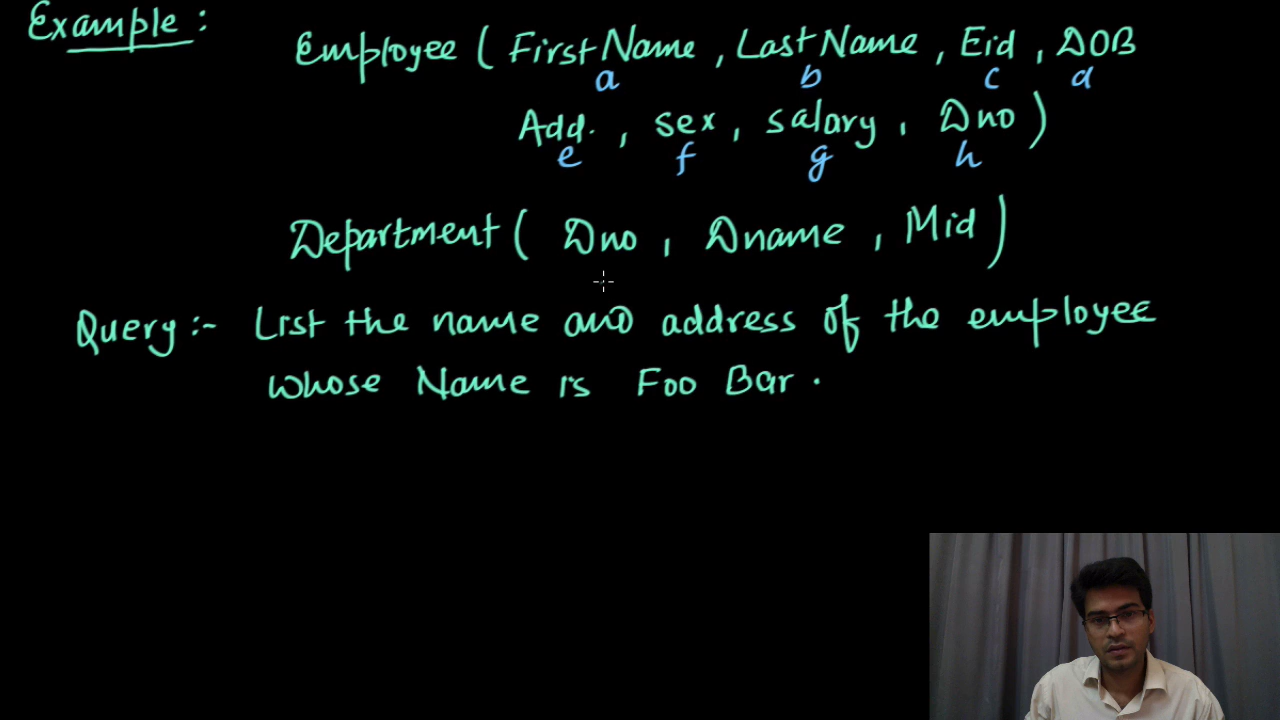 Example :
Employee ( First Name , Last Name , Eid , DOB
a b c d
Add. , sex , salary , Dno )
e f g h
Department ( Dno , Dname , Mid )
Query :- List the name and address of the employee
whose Name is Foo Bar .